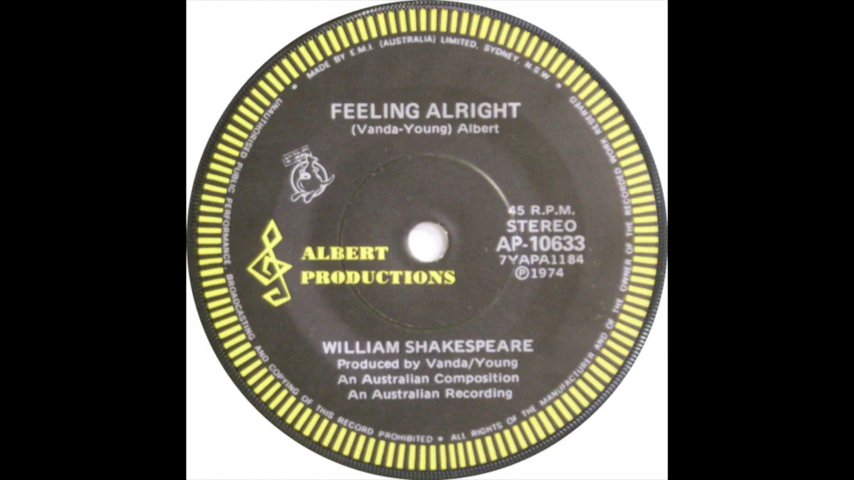 MADE BY E.M.I. (AUSTRALIA) LIMITED, SYDNEY, N.S.W.
FEELING ALRIGHT
(Vanda-Young) Albert
45 R.P.M.
STEREO
AP-10633
7YAPA1184
Ⓟ1974
ALBERT
PRODUCTIONS
WILLIAM SHAKESPEARE
Produced by Vanda/Young
An Australian Composition
An Australian Recording
UNAUTHORISED PUBLIC PERFORMANCE, BROADCASTING AND COPYING OF THIS RECORD PROHIBITED • ALL RIGHTS OF THE MANUFACTURER AND OF THE OWNER OF THE RECORDED WORK RESERVED